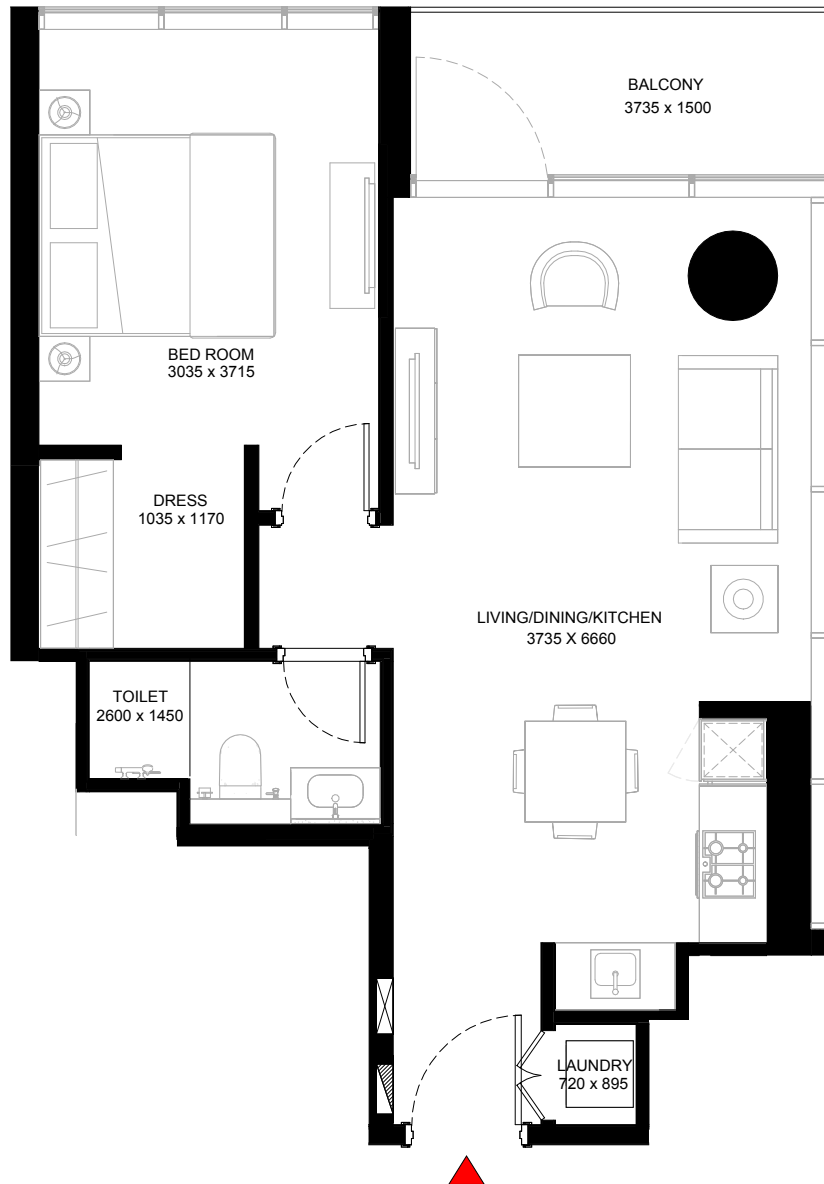 BALCONY
3735 x 1500
BED ROOM
3035 x 3715
DRESS
1035 x 1170
LIVING/DINING/KITCHEN
3735 X 6660
TOILET
2600 x 1450
LAUNDRY
720 x 895